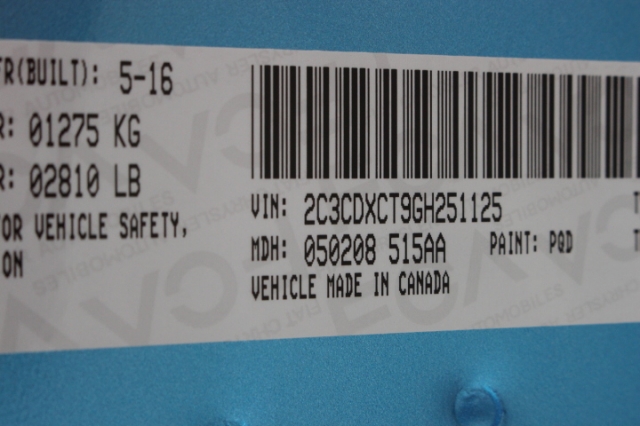 TR(BUILT): 5-16
R: 01275 KG
R: 02810 LB
OR VEHICLE SAFETY,
ON
VIN: 2C3CDXCT9GH251125
MDH: 050208 515AA PAINT: PQD
VEHICLE MADE IN CANADA